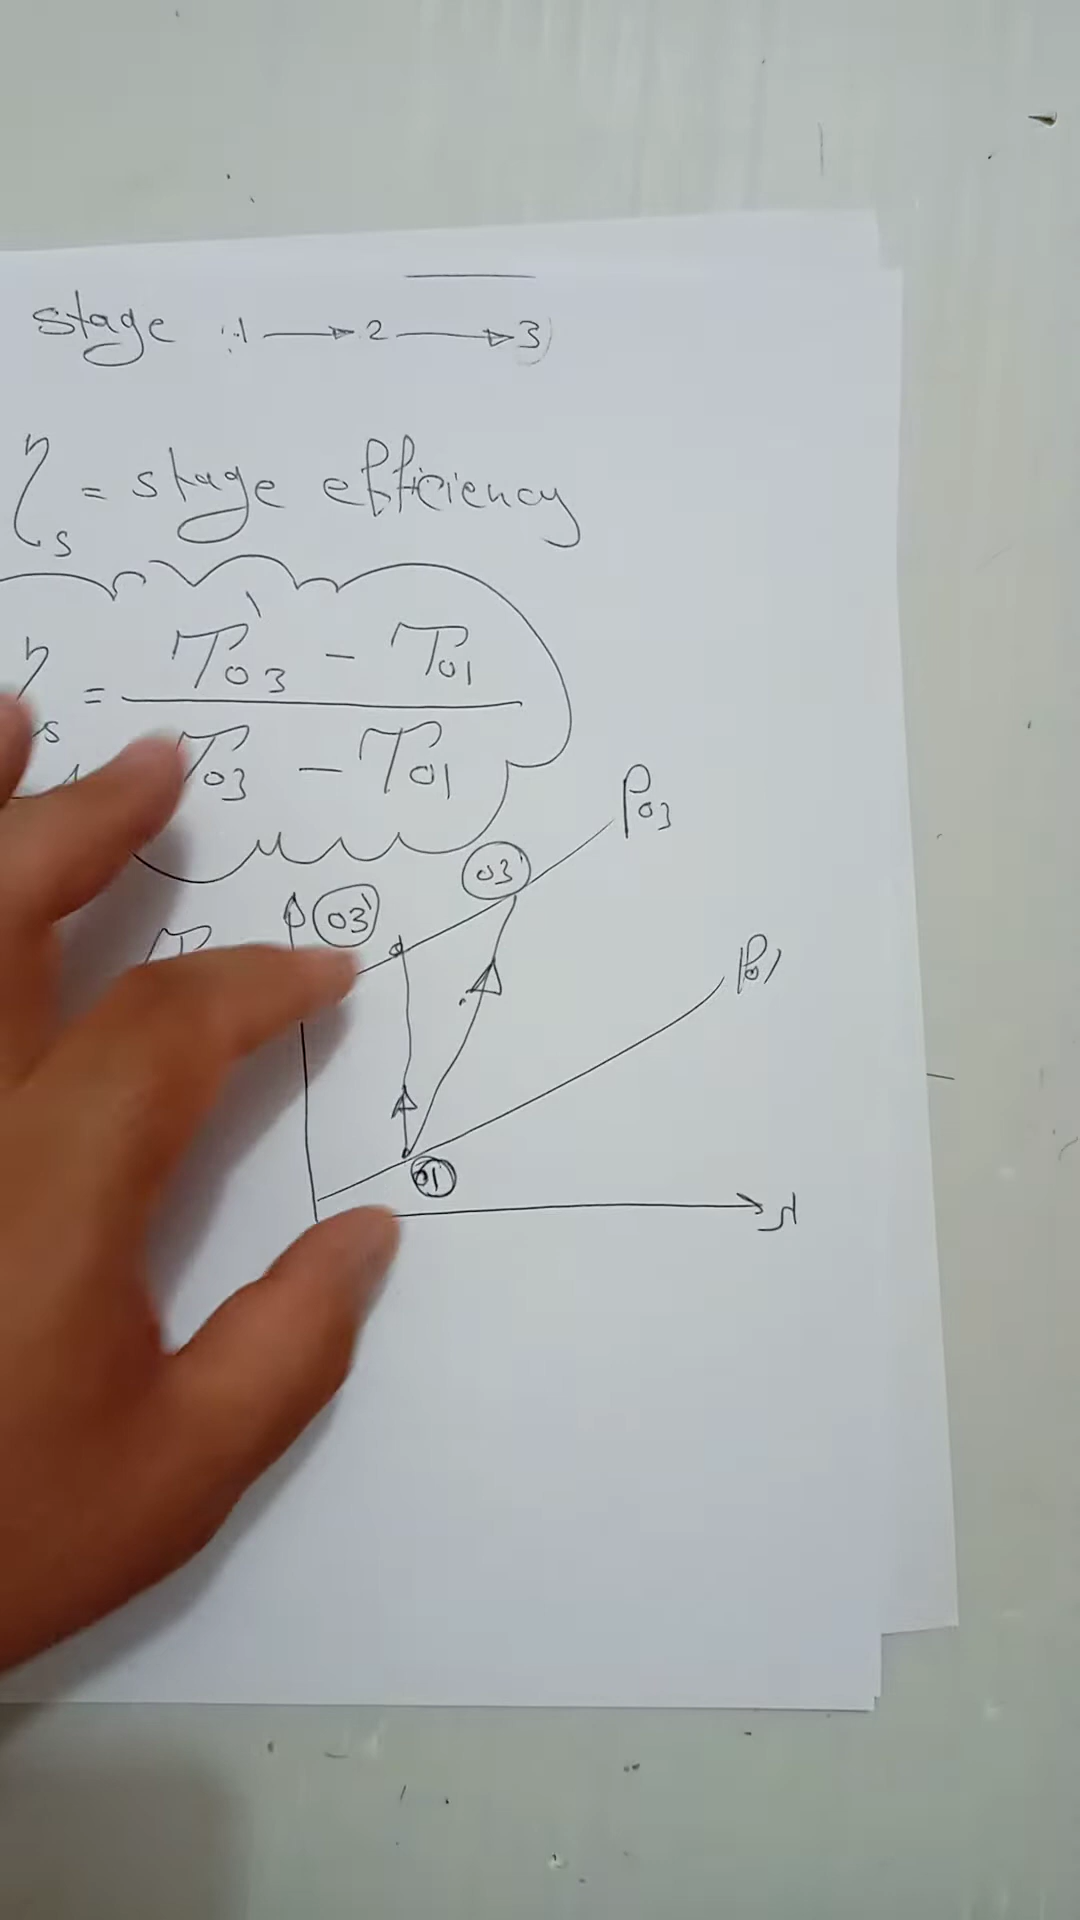 stage :1 → 2 → 3
η_s = stage efficiency
η_s = T'03 - T01
T03 - T01
P03
03'
03'
P01
T
01
s